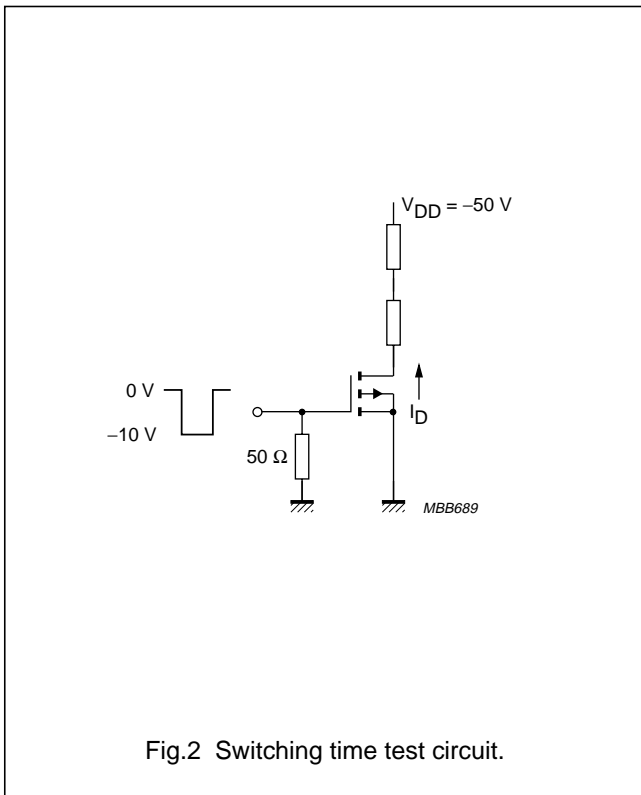 V_DD = −50 V
0 V
−10 V
I_D
50 Ω
MBB689
Fig.2 Switching time test circuit.